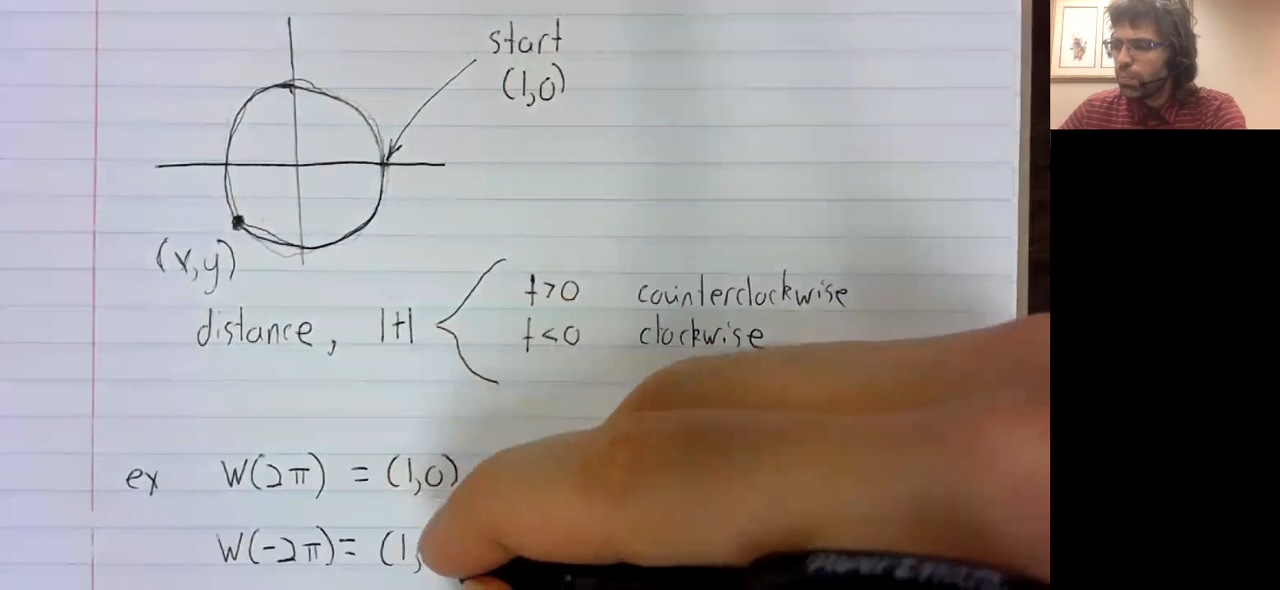 start
(1,0)
(x,y)
t>0 counterclockwise
distance, |t|
t<0 clockwise
ex W(2π) = (1,0)
W(-2π)= (1,